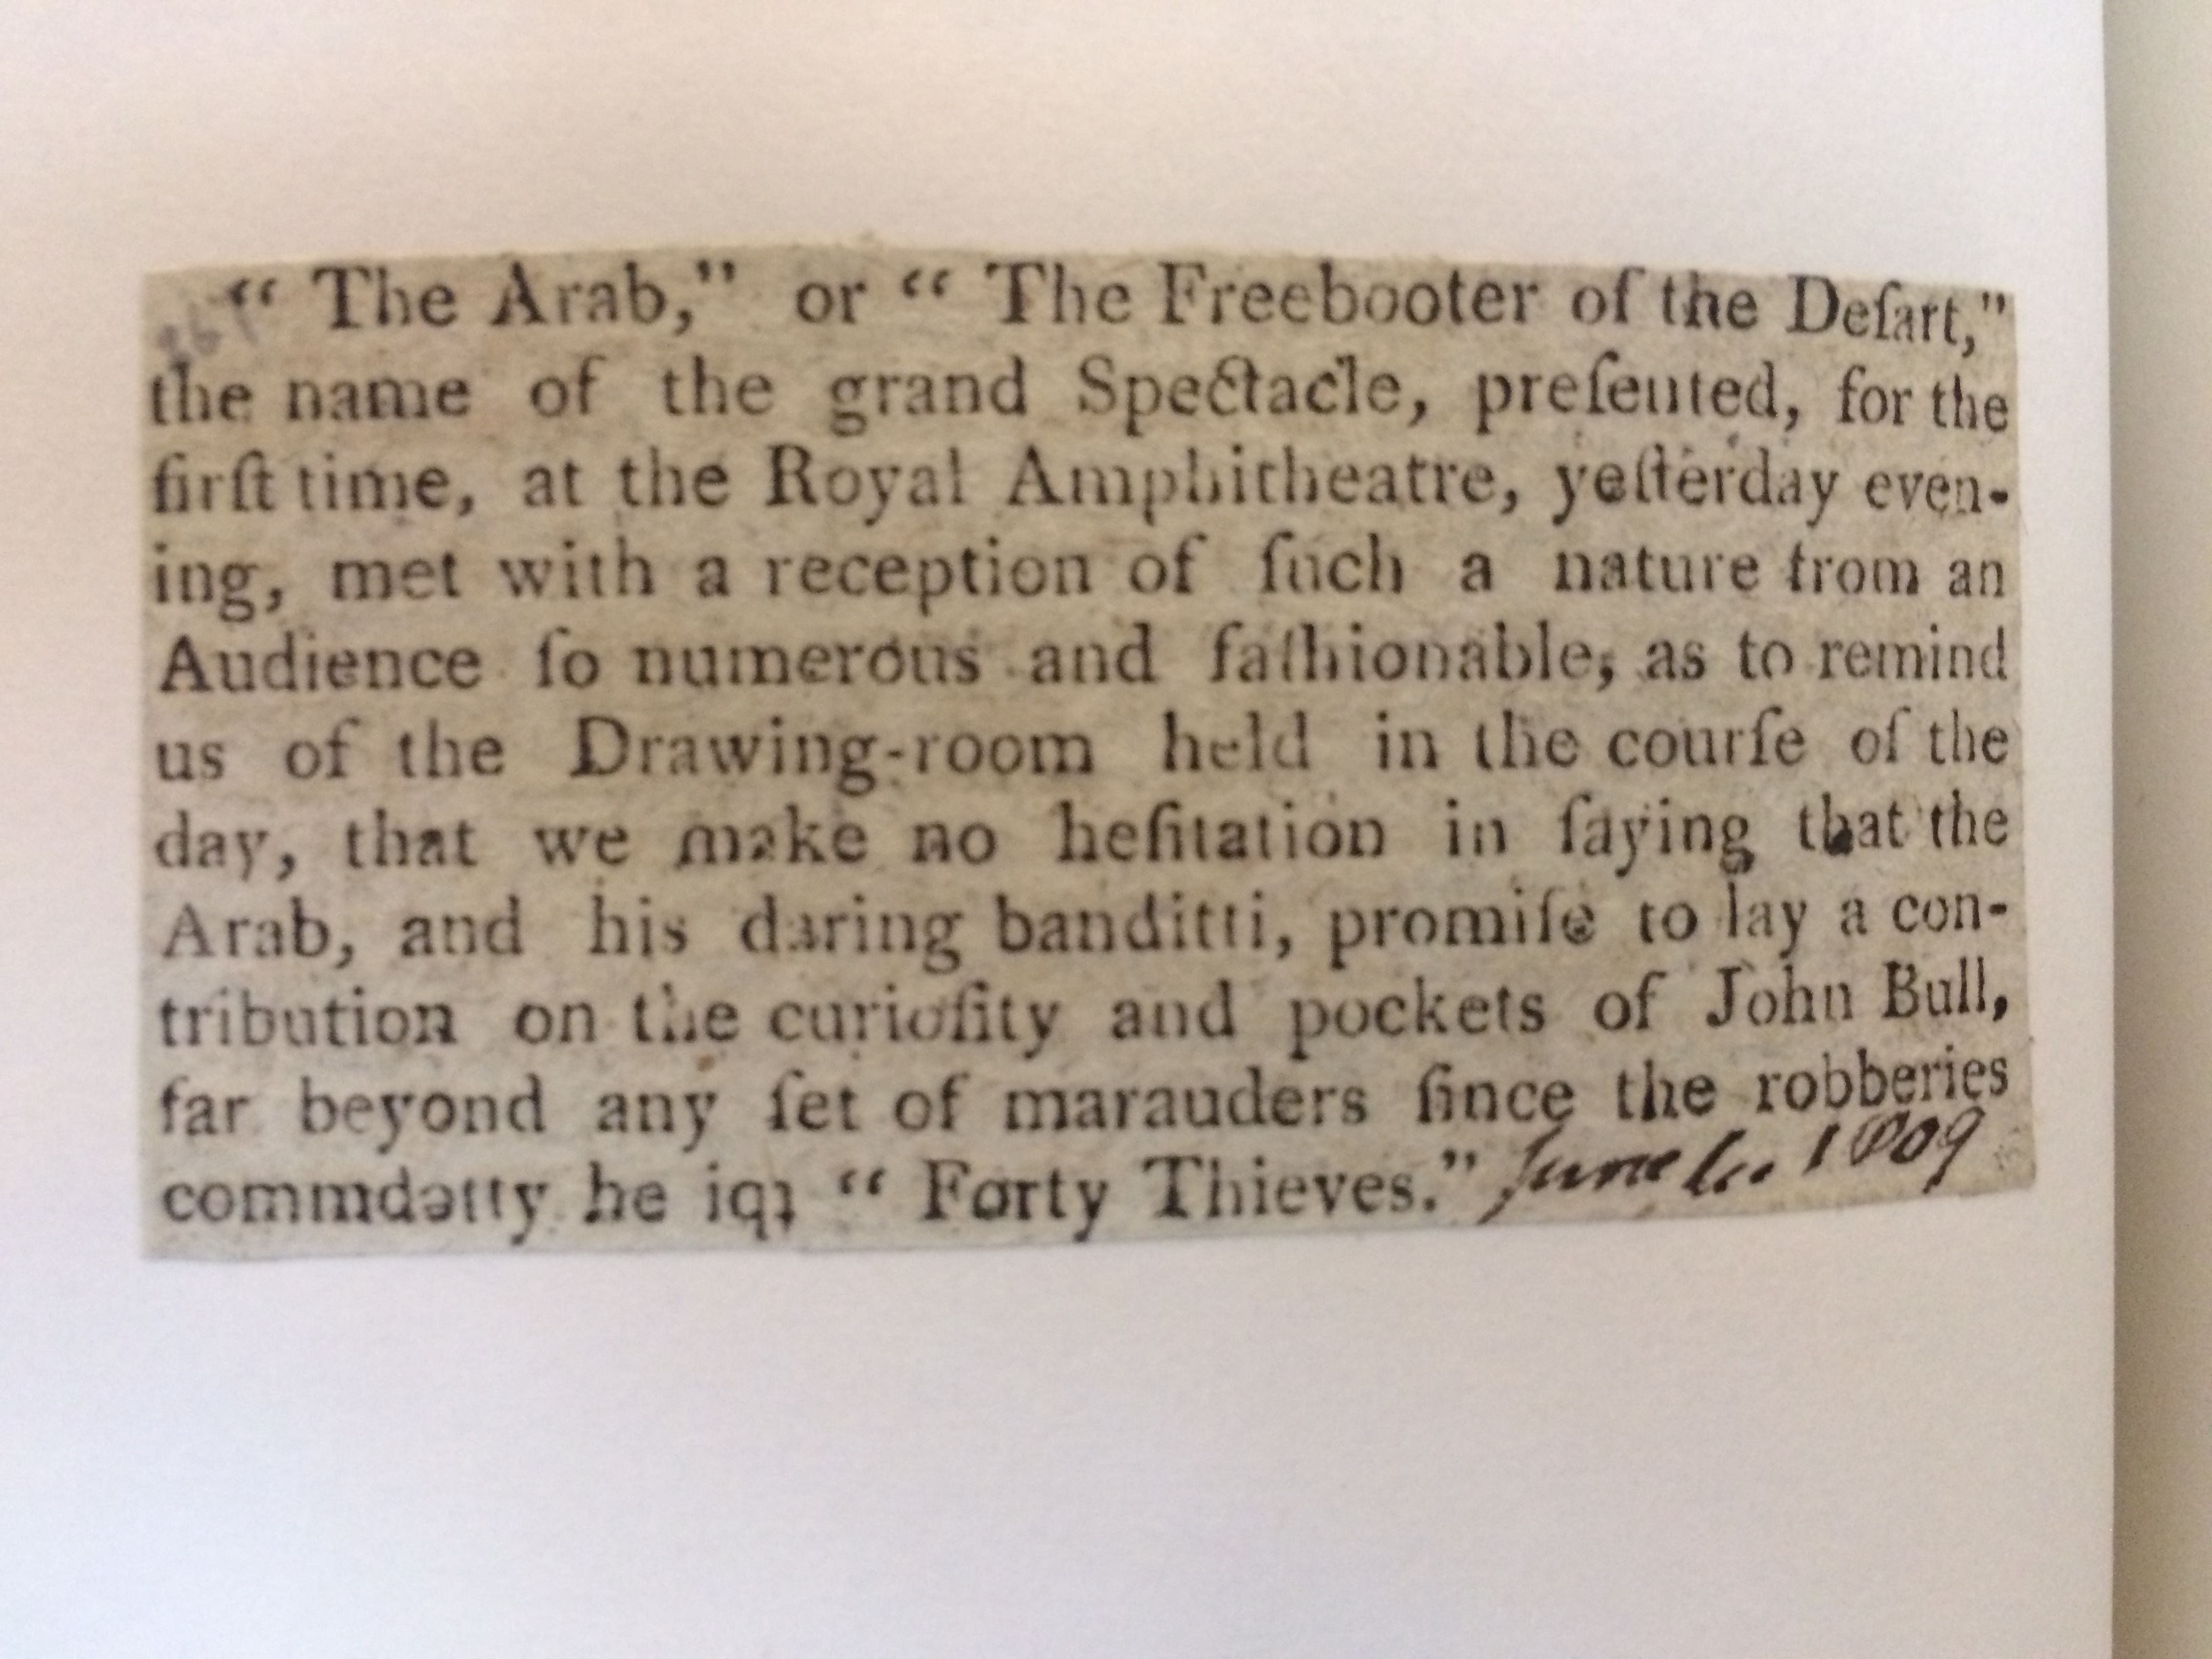 “ The Arab,” or “ The Freebooter of the Deſart,”
the name of the grand Spectacle, preſented, for the
firſt time, at the Royal Amphitheatre, yeſterday even-
ing, met with a reception of ſuch a nature from an
Audience ſo numerous and faſhionable, as to remind
us of the Drawing-room held in the courſe of the
day, that we make no heſitation in ſaying that the
Arab, and his daring banditti, promiſe to lay a con-
tribution on the curioſity and pockets of John Bull,
far beyond any ſet of marauders ſince the robberies
commdǝtty he iqʇ “ Forty Thieves.” June 1809